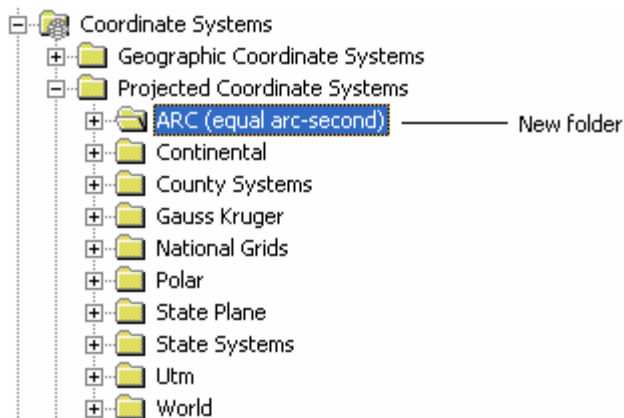 Coordinate Systems
Geographic Coordinate Systems
Projected Coordinate Systems
ARC (equal arc-second) New folder
Continental
County Systems
Gauss Kruger
National Grids
Polar
State Plane
State Systems
Utm
World